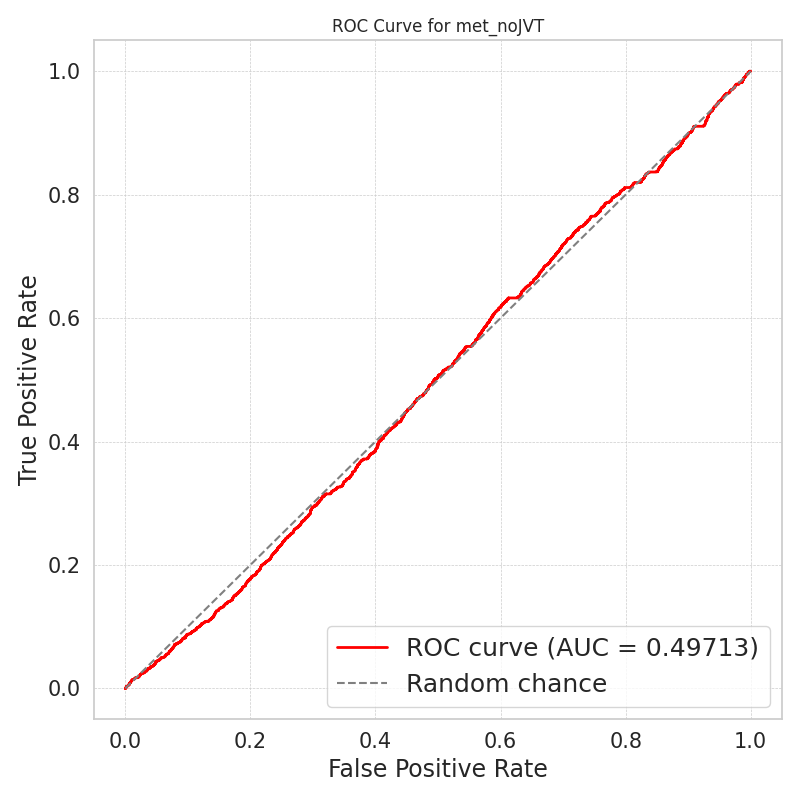 ROC Curve for met_noJVT
1.0
0.8
0.6
0.4
0.2
0.0
True Positive Rate
ROC curve (AUC = 0.49713)
Random chance
0.0 0.2 0.4 0.6 0.8 1.0
False Positive Rate